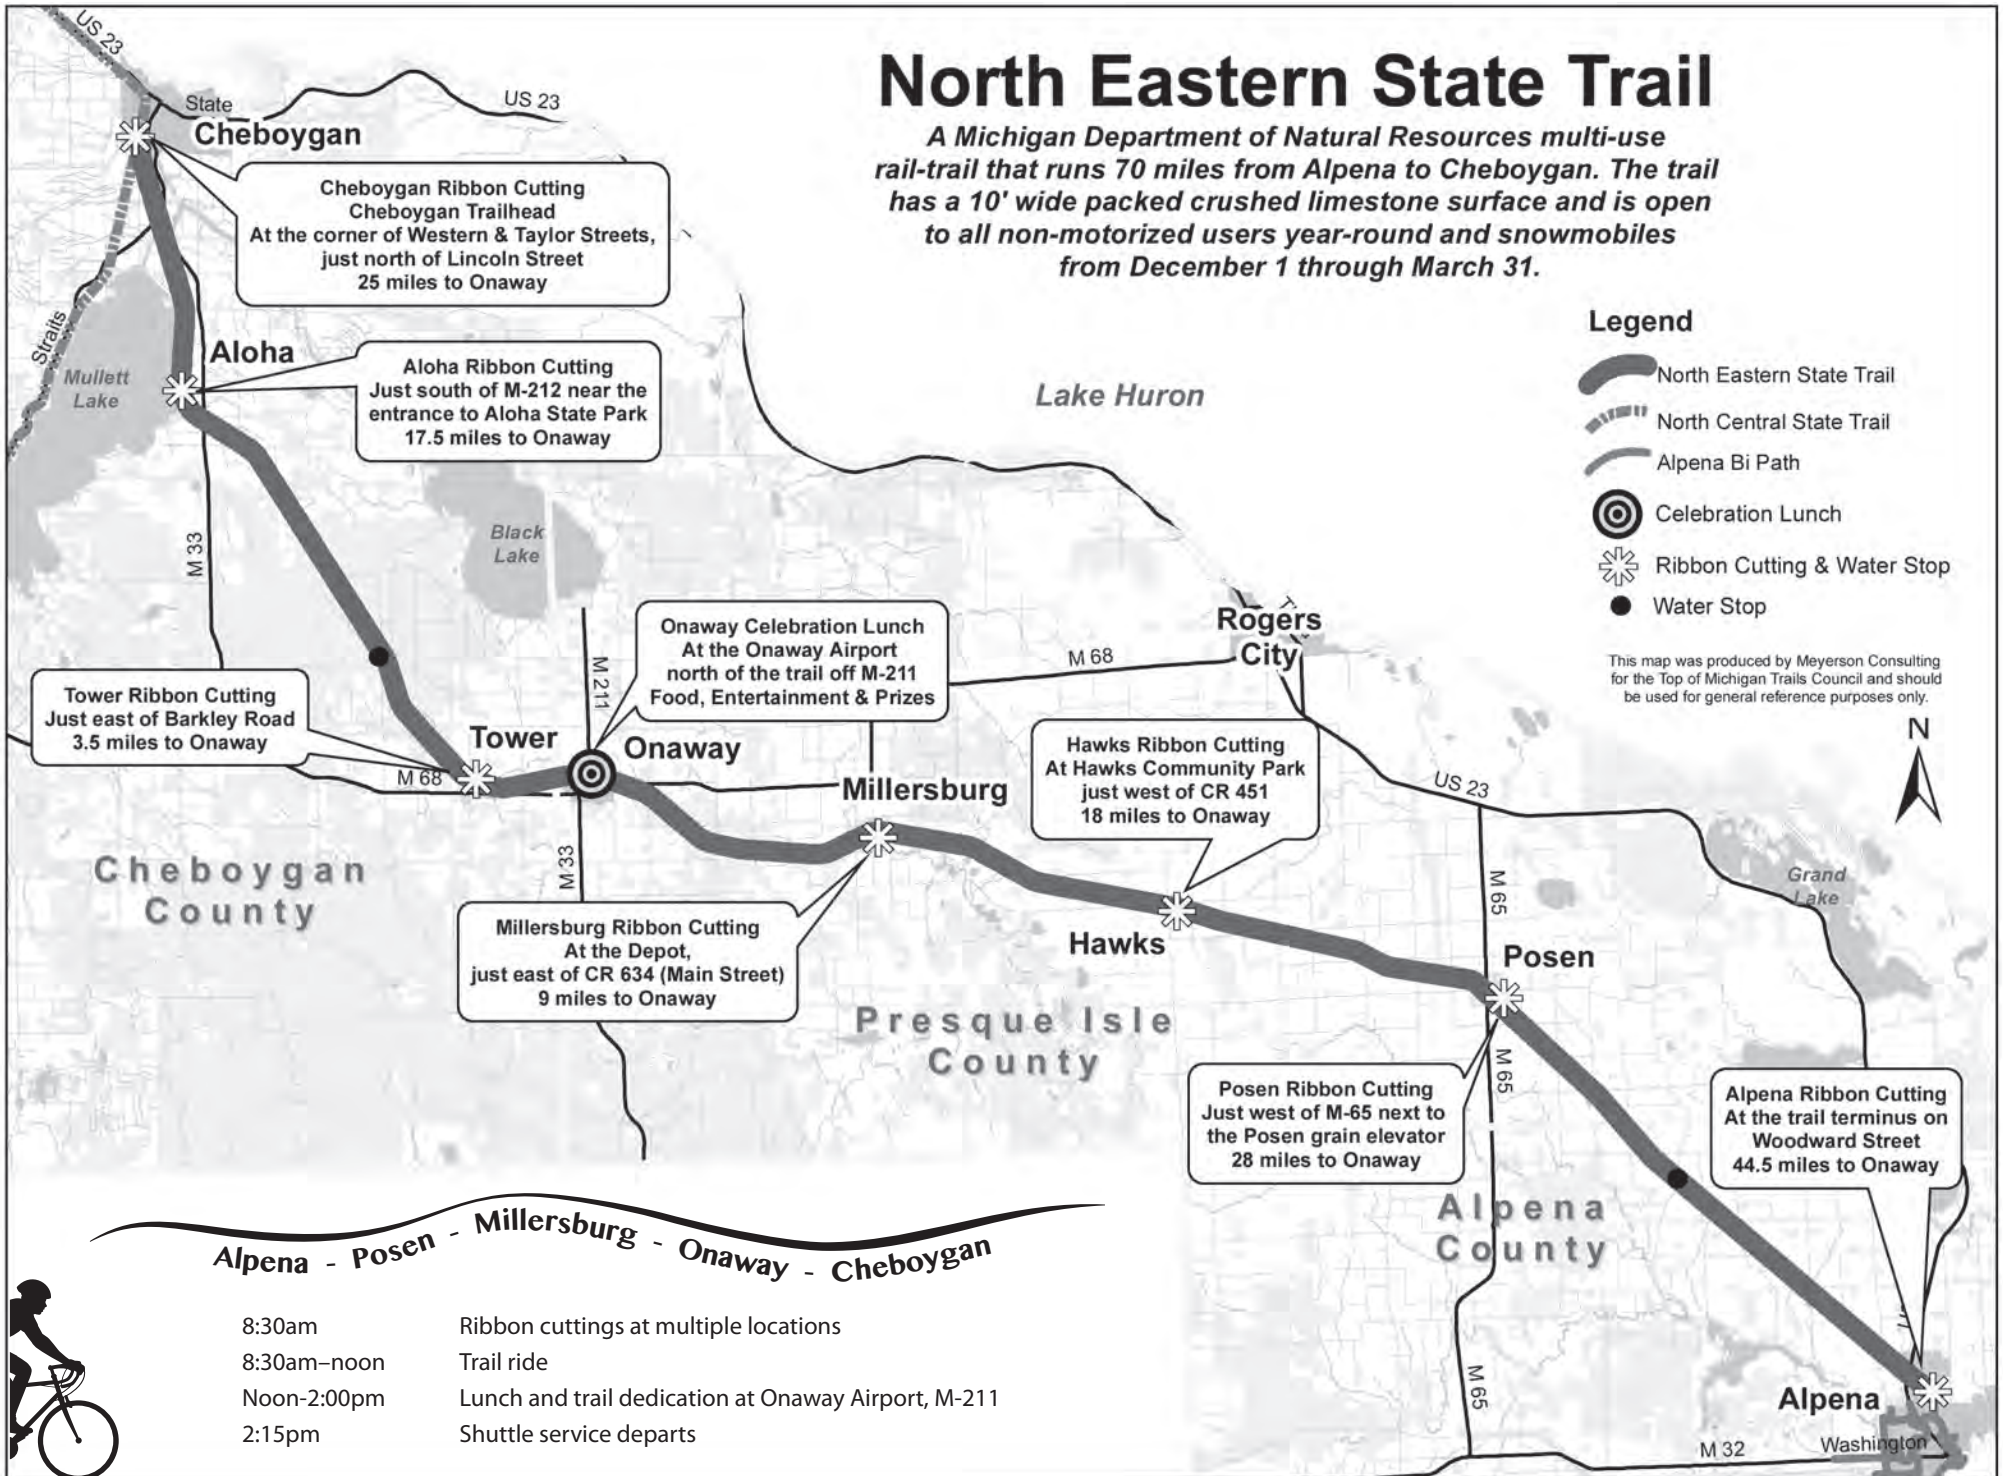 North Eastern State Trail
A Michigan Department of Natural Resources multi-use
rail-trail that runs 70 miles from Alpena to Cheboygan. The trail
has a 10' wide packed crushed limestone surface and is open
to all non-motorized users year-round and snowmobiles
from December 1 through March 31.
US 23
State
US 23
Cheboygan
Cheboygan Ribbon Cutting
Cheboygan Trailhead
At the corner of Western & Taylor Streets,
just north of Lincoln Street
25 miles to Onaway
Legend
North Eastern State Trail
North Central State Trail
Alpena Bi Path
Celebration Lunch
Ribbon Cutting & Water Stop
Water Stop
This map was produced by Meyerson Consulting
for the Top of Michigan Trails Council and should
be used for general reference purposes only.
N
Straits
Aloha
Mullett
Lake
Aloha Ribbon Cutting
Just south of M-212 near the
entrance to Aloha State Park
17.5 miles to Onaway
Lake Huron
M 33
Black
Lake
Rogers
City
M 68
Onaway Celebration Lunch
At the Onaway Airport
north of the trail off M-211
Food, Entertainment & Prizes
M 211
Tower Ribbon Cutting
Just east of Barkley Road
3.5 miles to Onaway
Tower
Onaway
M 68
Millersburg
Hawks Ribbon Cutting
At Hawks Community Park
just west of CR 451
18 miles to Onaway
US 23
Cheboygan
County
M 33
M 65
Grand
Lake
Millersburg Ribbon Cutting
At the Depot,
just east of CR 634 (Main Street)
9 miles to Onaway
Hawks
Posen
Presque Isle
County
M 65
Posen Ribbon Cutting
Just west of M-65 next to
the Posen grain elevator
28 miles to Onaway
Alpena Ribbon Cutting
At the trail terminus on
Woodward Street
44.5 miles to Onaway
Alpena
County
M 65
Alpena
M 32
Washington
Alpena - Posen - Millersburg - Onaway - Cheboygan
8:30am Ribbon cuttings at multiple locations
8:30am–noon Trail ride
Noon-2:00pm Lunch and trail dedication at Onaway Airport, M-211
2:15pm Shuttle service departs